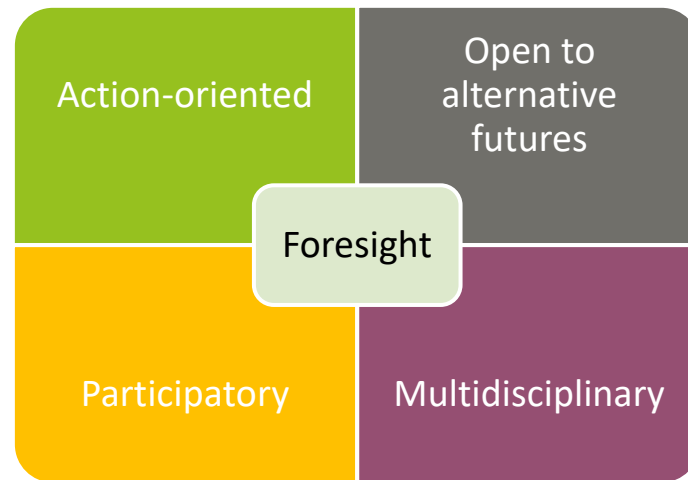 Action-oriented
Open to
alternative
futures
Foresight
Participatory
Multidisciplinary